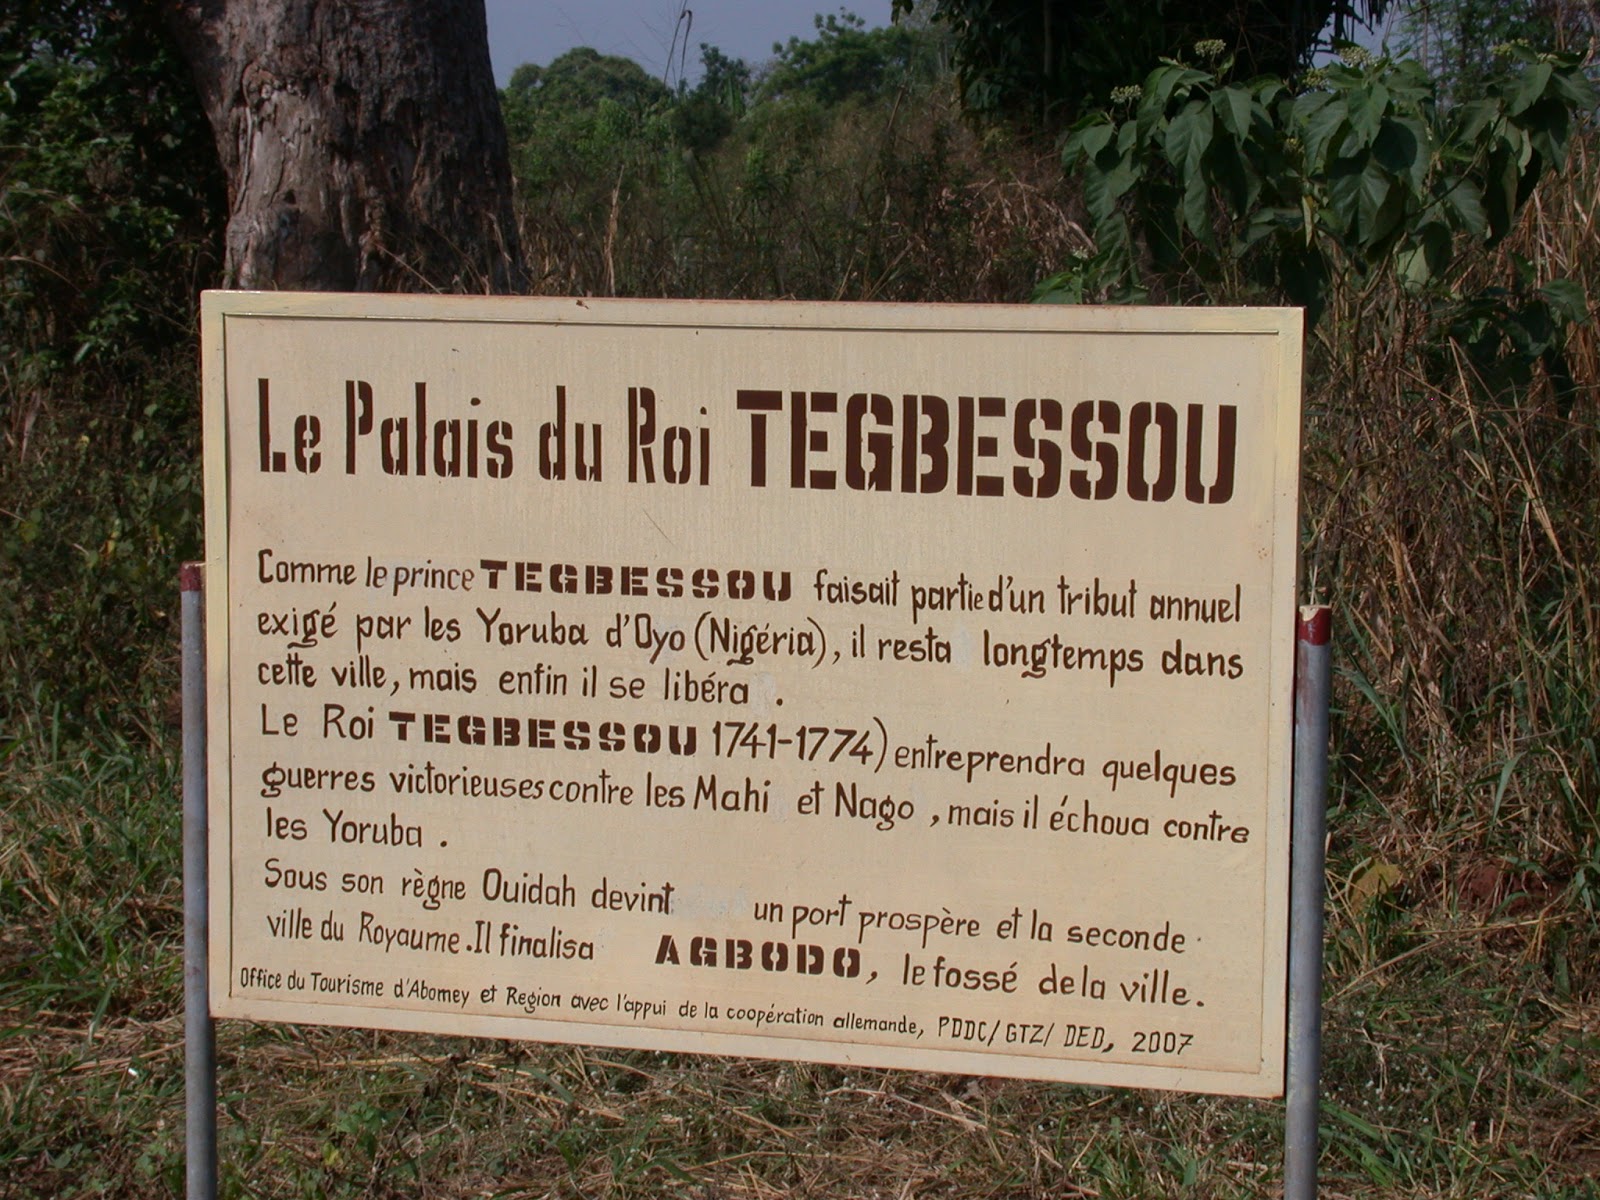 Le Palais du Roi TEGBESSOU
Comme le prince TEGBESSOU faisait partie d'un tribut annuel
exigé par les Yoruba d'Oyo (Nigéria), il resta longtemps dans
cette ville, mais enfin il se libéra .
Le Roi TEGBESSOU 1741-1774) entreprendra quelques
guerres victorieuses contre les Mahi et Nago , mais il échoua contre
les Yoruba .
Sous son règne Ouidah devint un port prospère et la seconde
ville du Royaume. Il finalisa AGBODO, le fossé de la ville.
Office du Tourisme d'Abomey et Region avec l'appui de la coopération allemande, PDDC/GTZ/ DED, 2007